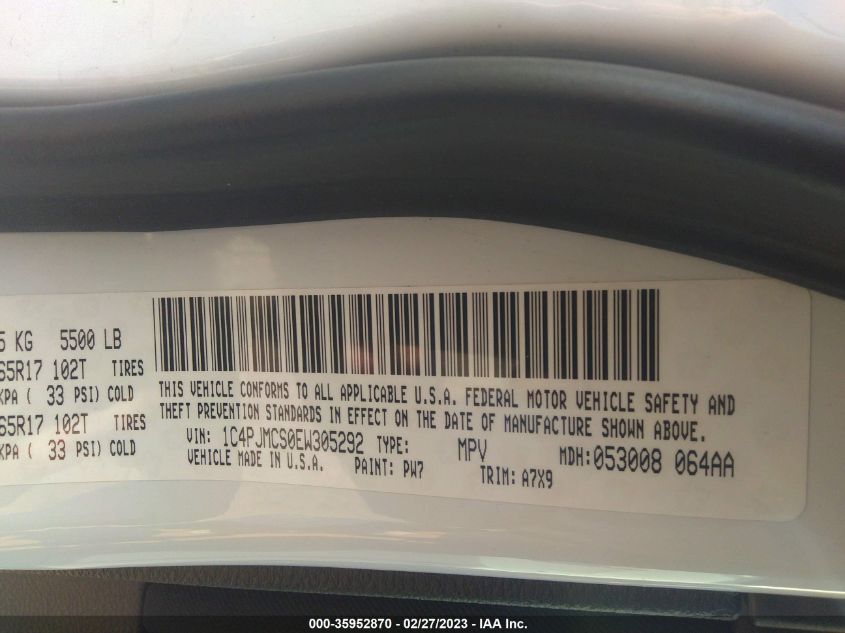 5 KG 5500 LB
65R17 102T TIRES
KPA ( 33 PSI) COLD
65R17 102T TIRES
KPA ( 33 PSI) COLD
THIS VEHICLE CONFORMS TO ALL APPLICABLE U.S.A. FEDERAL MOTOR VEHICLE SAFETY AND
THEFT PREVENTION STANDARDS IN EFFECT ON THE DATE OF MANUFACTURE SHOWN ABOVE.
VIN: 1C4PJMCS0EW305292 TYPE: MPV MDH:053008 064AA
VEHICLE MADE IN U.S.A. PAINT: PW7 TRIM: A7X9
000-35952870 - 02/27/2023 - IAA Inc.